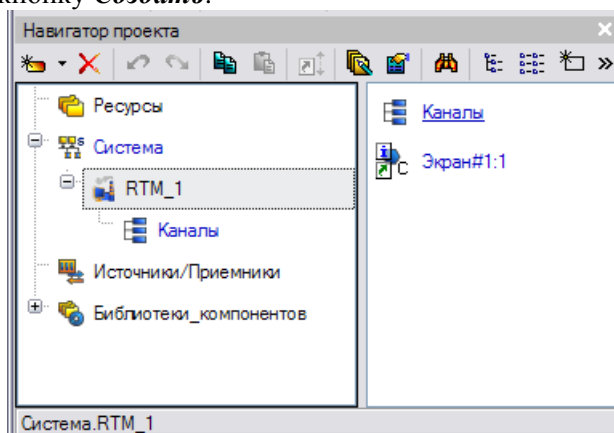 кнопку Создать.
Навигатор проекта
Ресурсы
Система
RTM_1
Каналы
Источники/Приемники
Библиотеки_компонентов
Каналы
Экран#1:1
Система.RTM_1